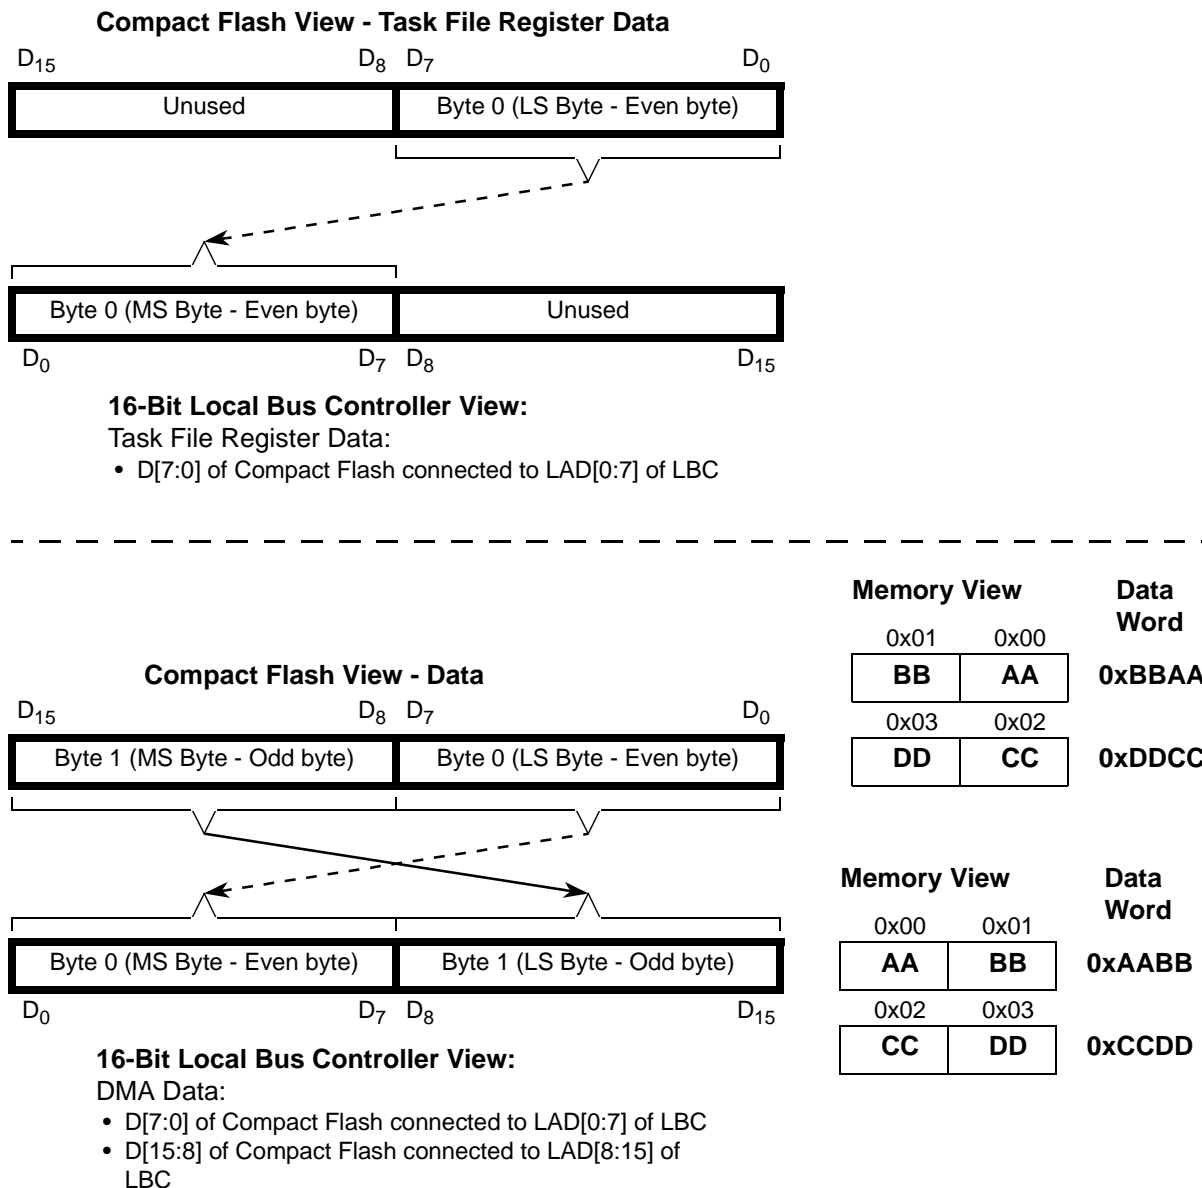 Compact Flash View - Task File Register Data
D15 D8 D7 D0
Unused Byte 0 (LS Byte - Even byte)
Byte 0 (MS Byte - Even byte) Unused
D0 D7 D8 D15
16-Bit Local Bus Controller View:
Task File Register Data:
• D[7:0] of Compact Flash connected to LAD[0:7] of LBC
Compact Flash View - Data
D15 D8 D7 D0
Byte 1 (MS Byte - Odd byte) Byte 0 (LS Byte - Even byte)
Byte 0 (MS Byte - Even byte) Byte 1 (LS Byte - Odd byte)
D0 D7 D8 D15
16-Bit Local Bus Controller View:
DMA Data:
• D[7:0] of Compact Flash connected to LAD[0:7] of LBC
• D[15:8] of Compact Flash connected to LAD[8:15] of
LBC
Memory View Data
Word
0x01 0x00
BB AA 0xBBAA
0x03 0x02
DD CC 0xDDCC
Memory View Data
Word
0x00 0x01
AA BB 0xAABB
0x02 0x03
CC DD 0xCCDD